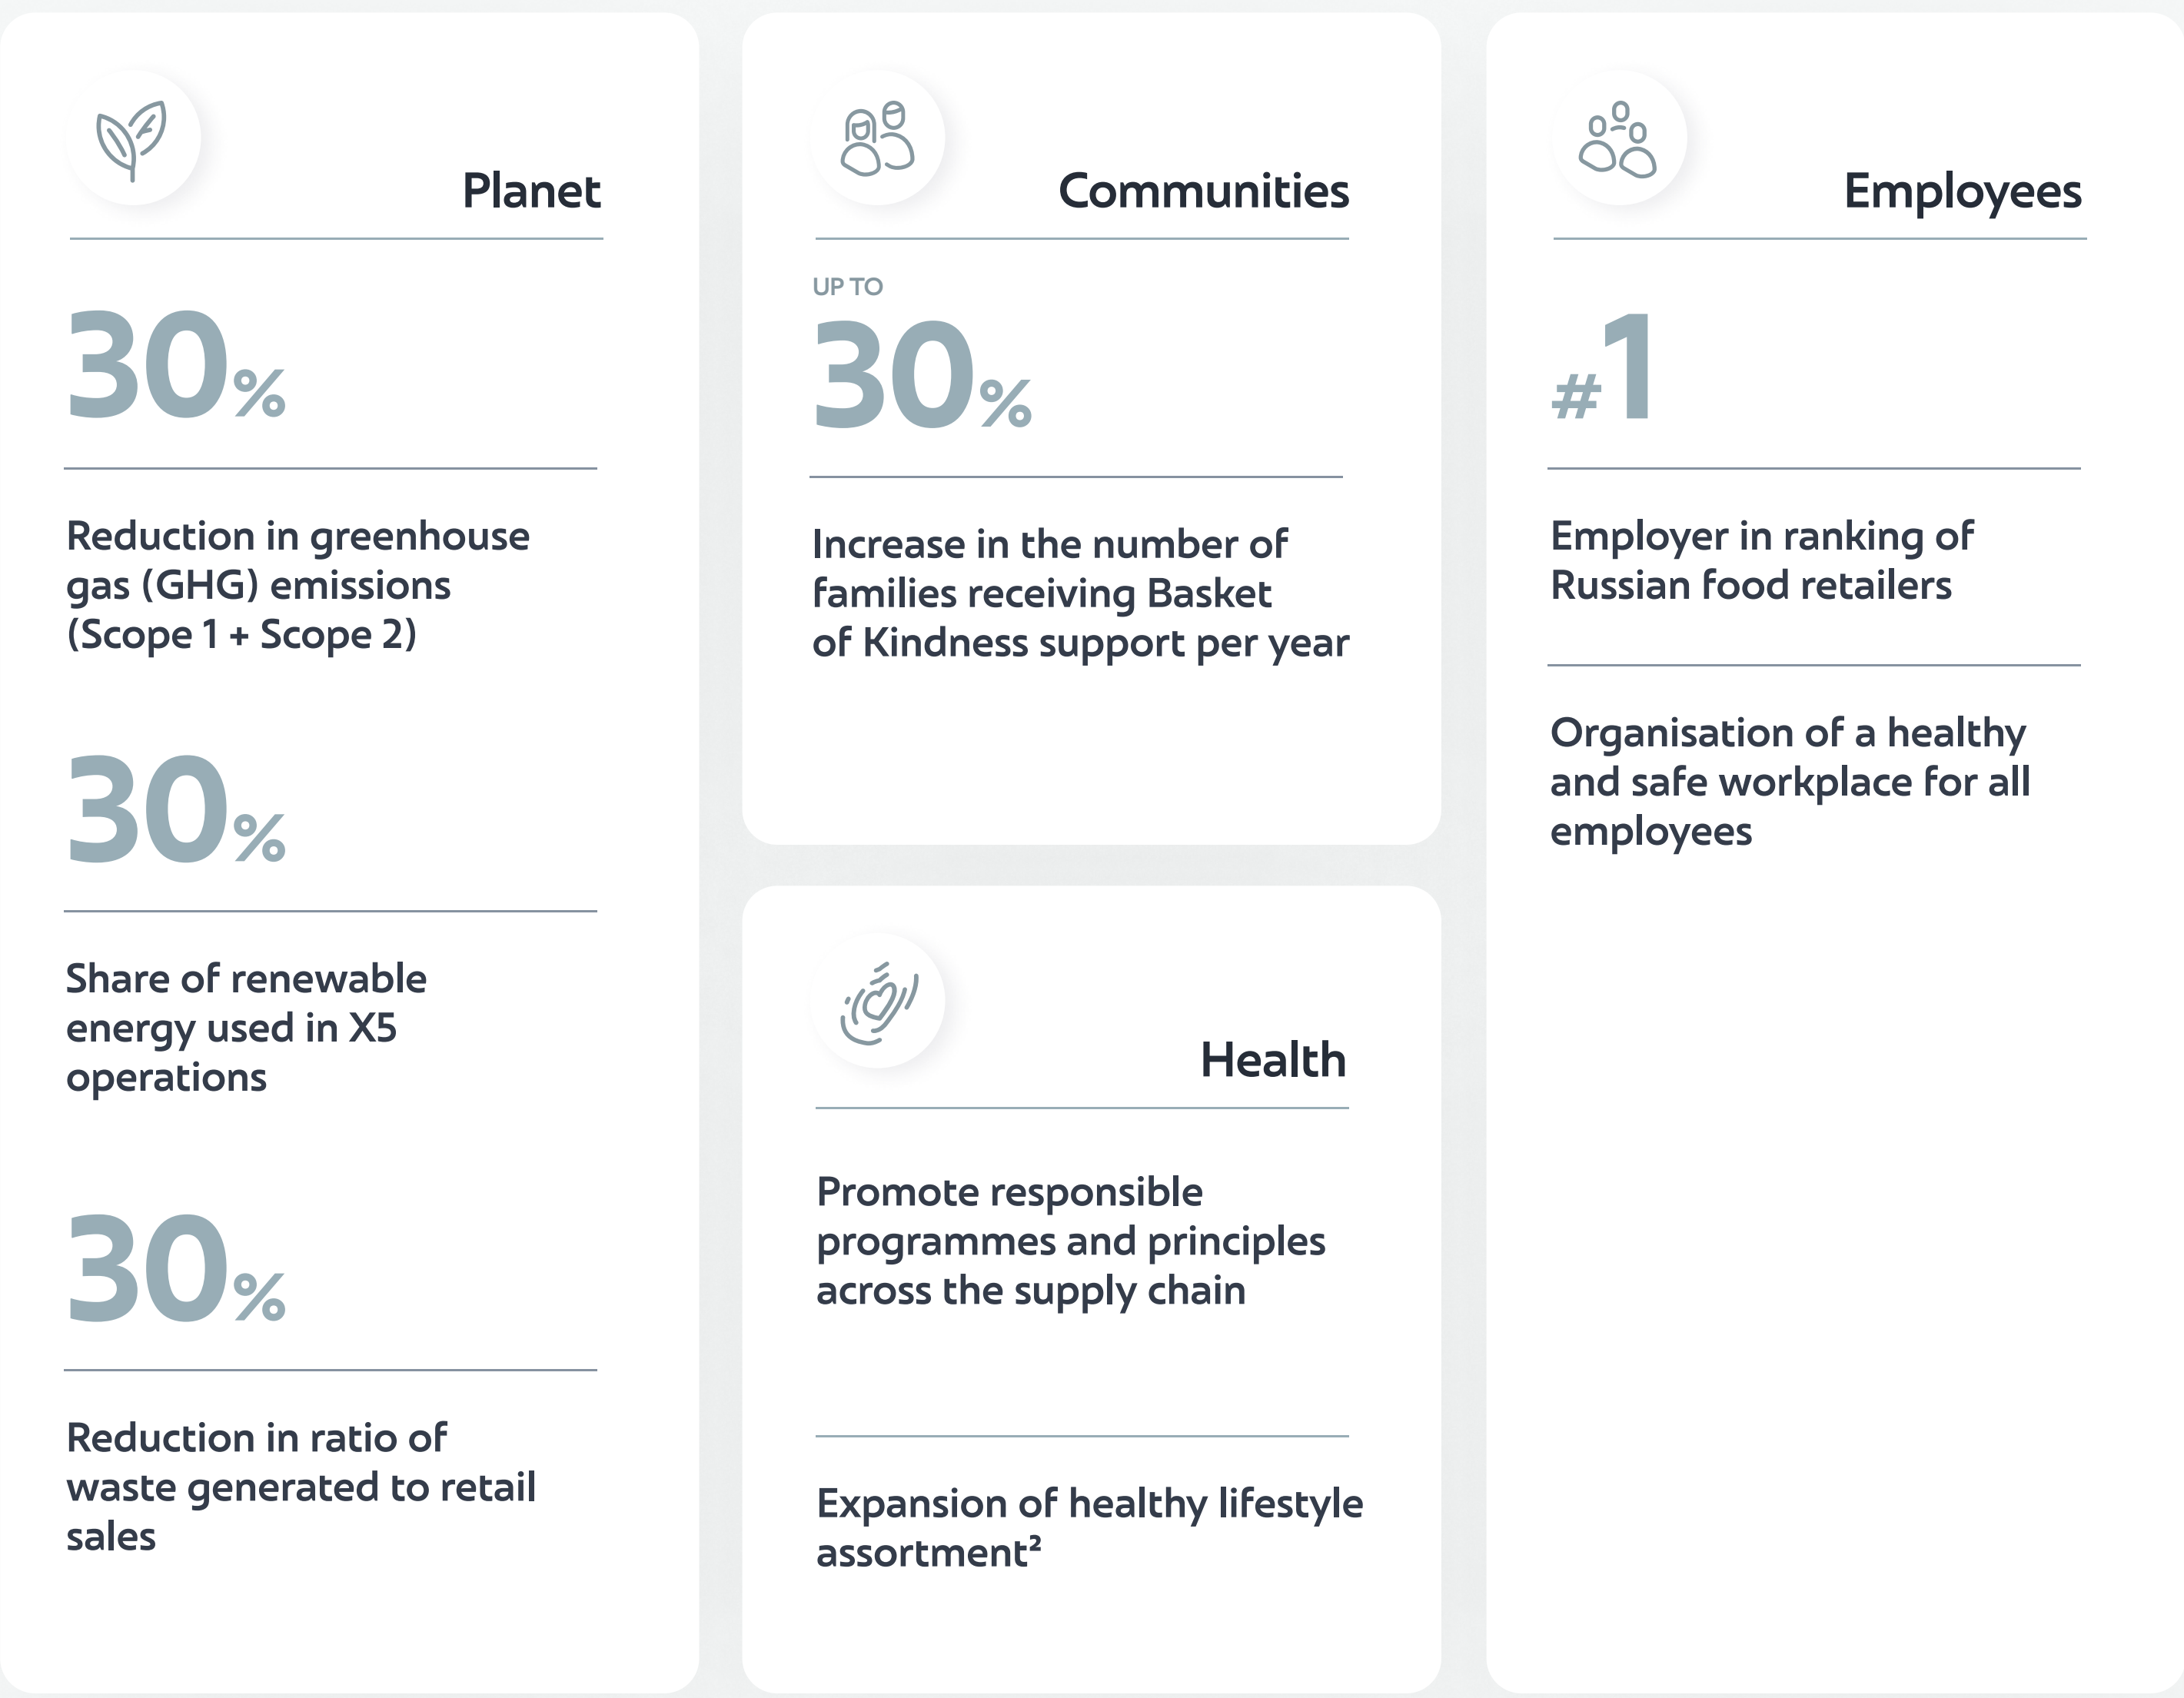 Planet
30%
Reduction in greenhouse
gas (GHG) emissions
(Scope 1 + Scope 2)
30%
Share of renewable
energy used in X5
operations
30%
Reduction in ratio of
waste generated to retail
sales
Communities
UP TO
30%
Increase in the number of
families receiving Basket
of Kindness support per year
Health
Promote responsible
programmes and principles
across the supply chain
Expansion of healthy lifestyle
assortment²
Employees
#1
Employer in ranking of
Russian food retailers
Organisation of a healthy
and safe workplace for all
employees